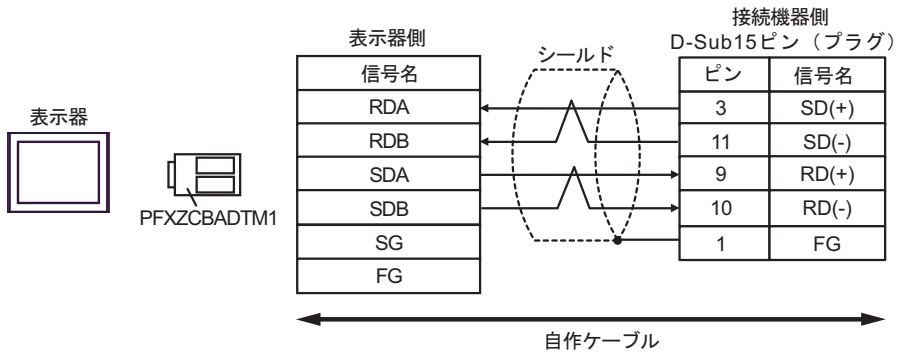 接続機器側
D-Sub15ピン（プラグ）
表示器側
シールド
信号名
ピン 信号名
RDA 3 SD(+)
表示器
RDB 11 SD(-)
SDA 9 RD(+)
SDB 10 RD(-)
PFXZCBADTM1
SG 1 FG
FG
自作ケーブル